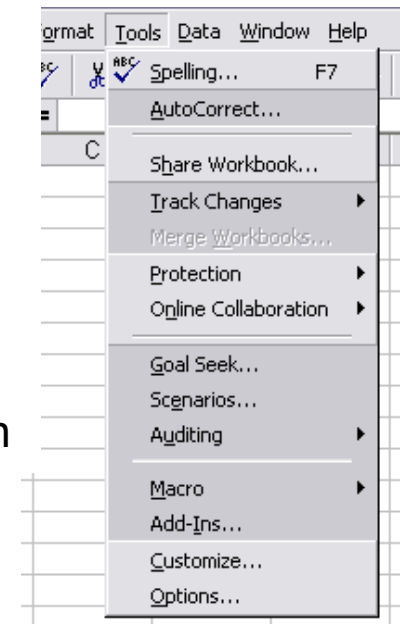 ormat Tools Data Window Help
ABC Spelling... F7
AutoCorrect...
=
C
Share Workbook...
Track Changes
Merge Workbooks...
Protection
Online Collaboration
Goal Seek...
Scenarios...
n
Auditing
Macro
Add-Ins...
Customize...
Options...